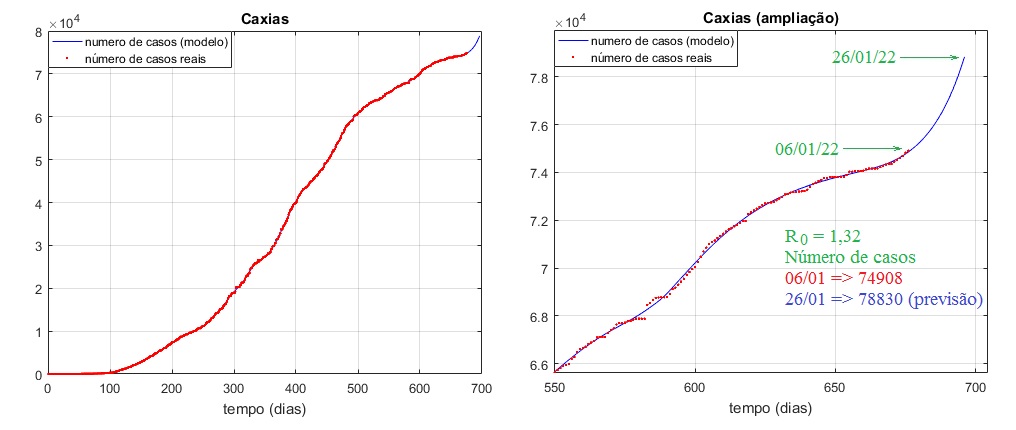 Caxias
×10⁴
numero de casos (modelo)
número de casos reais
8
7
6
5
4
3
2
1
0
0 100 200 300 400 500 600 700
tempo (dias)
Caxias (ampliação)
×10⁴
numero de casos (modelo)
número de casos reais
26/01/22
06/01/22
R0 = 1,32
Número de casos
06/01 => 74908
26/01 => 78830 (previsão)
7.8
7.6
7.4
7.2
7
6.8
6.6
550 600 650 700
tempo (dias)